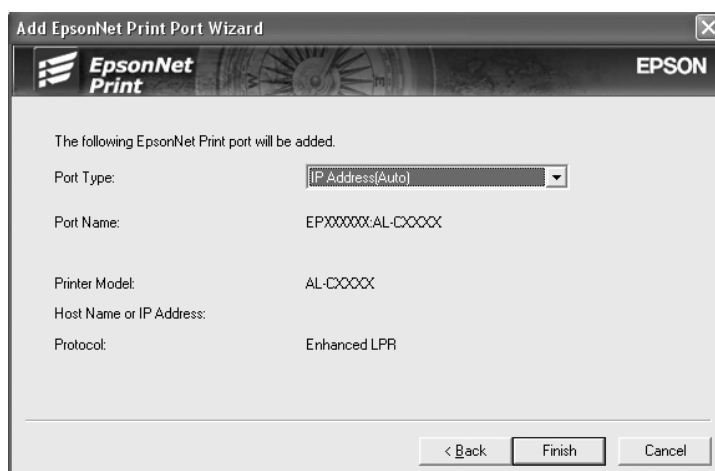 Add EpsonNet Print Port Wizard
EpsonNet
Print
EPSON
The following EpsonNet Print port will be added.
Port Type: IP Address(Auto)
Port Name: EPXXXXXX:AL-CXXXX
Printer Model: AL-CXXXX
Host Name or IP Address:
Protocol: Enhanced LPR
< Back Finish Cancel